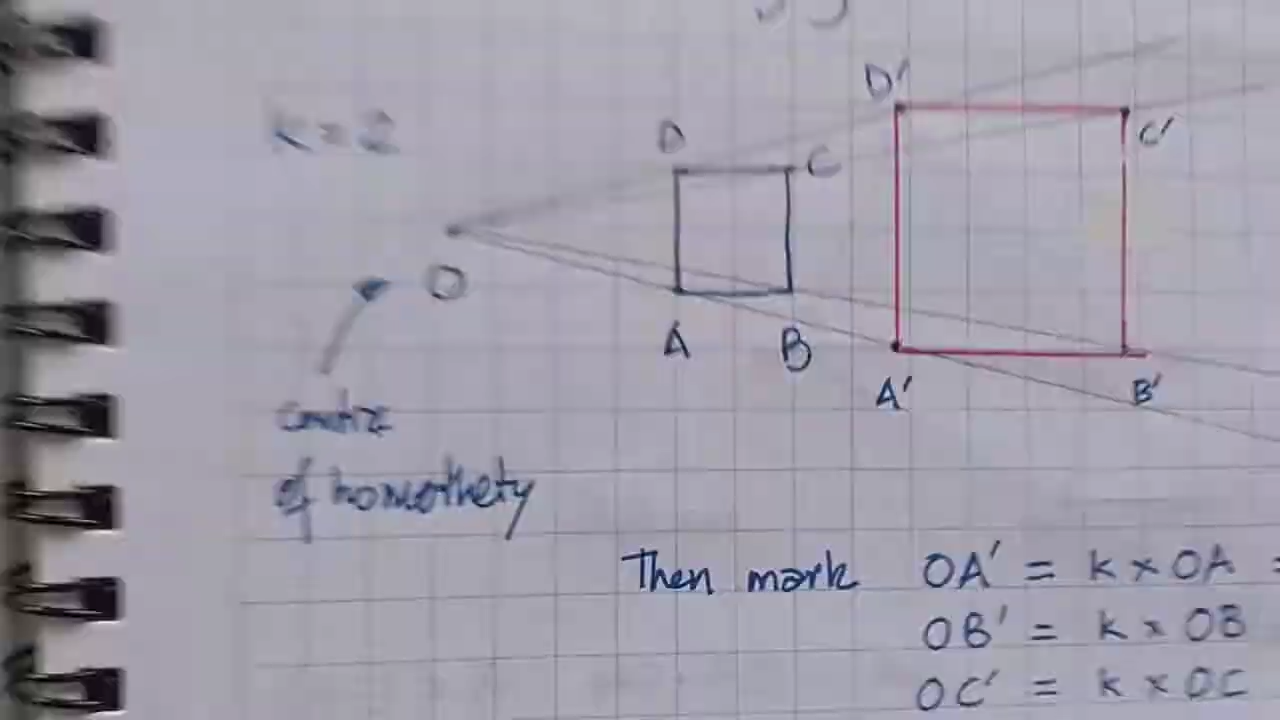 k = 2
D'
D
C'
C
O
A
B
A'
B'
centre
of homothety
Then mark OA' = k × OA =
OB' = k × OB
OC' = k × OC